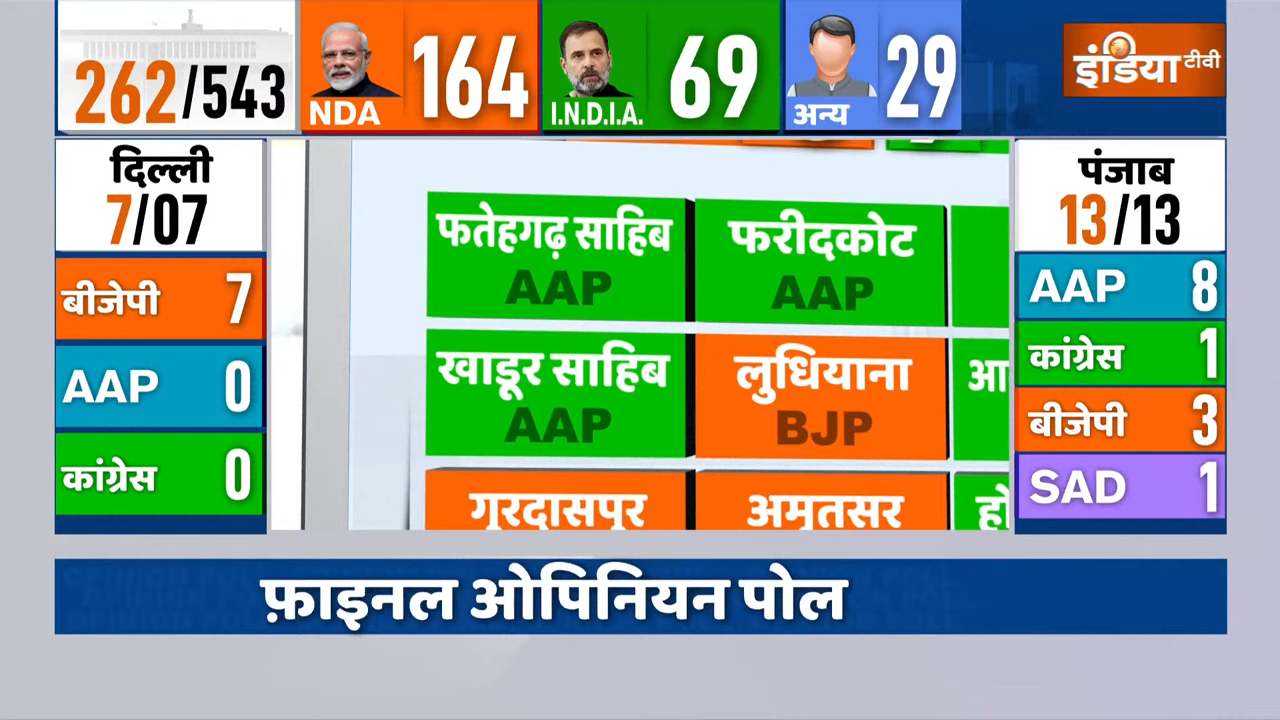 262/543
NDA
164
I.N.D.I.A.
69
अन्य
29
इंडिया टीवी
दिल्ली
7/07
बीजेपी 7
AAP 0
कांग्रेस 0
फतेहगढ़ साहिब
AAP
फरीदकोट
AAP
खाडूर साहिब
AAP
लुधियाना
BJP
आ
गुरदासपुर
अमृतसर
हो
पंजाब
13/13
AAP 8
कांग्रेस 1
बीजेपी 3
SAD 1
फ़ाइनल ओपिनियन पोल